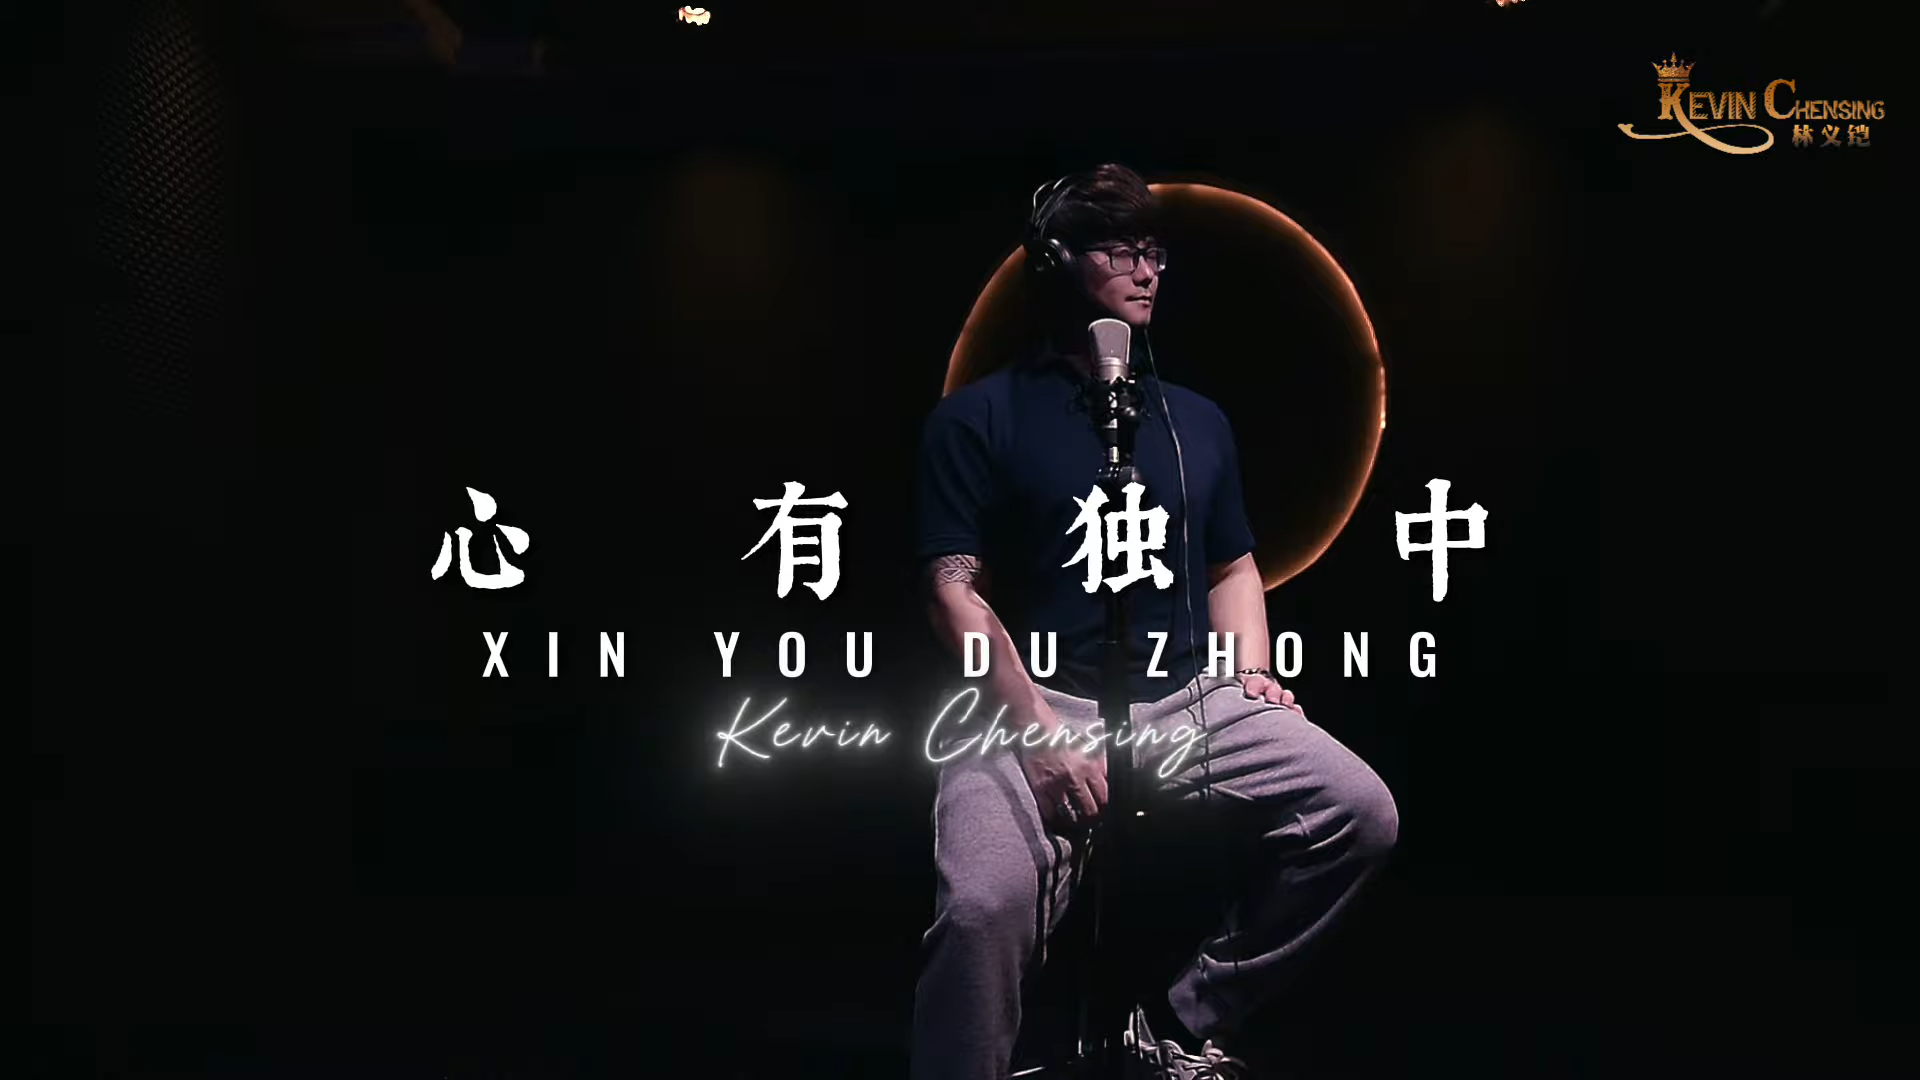 KEVIN CHENSING
林义铠
心有独中
XIN YOU DU ZHONG
Kevin Chensing